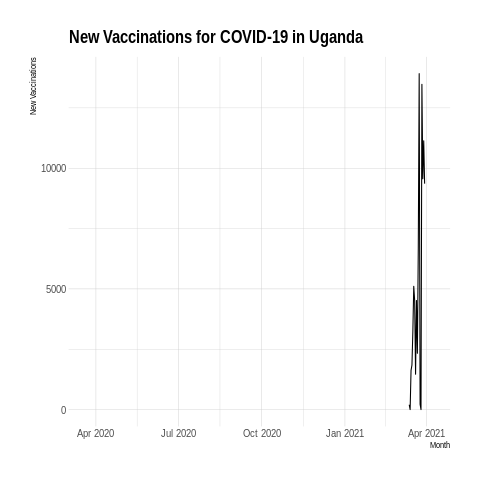 New Vaccinations for COVID-19 in Uganda
New Vaccinations
10000
5000
0
Apr 2020 Jul 2020 Oct 2020 Jan 2021 Apr 2021
Month